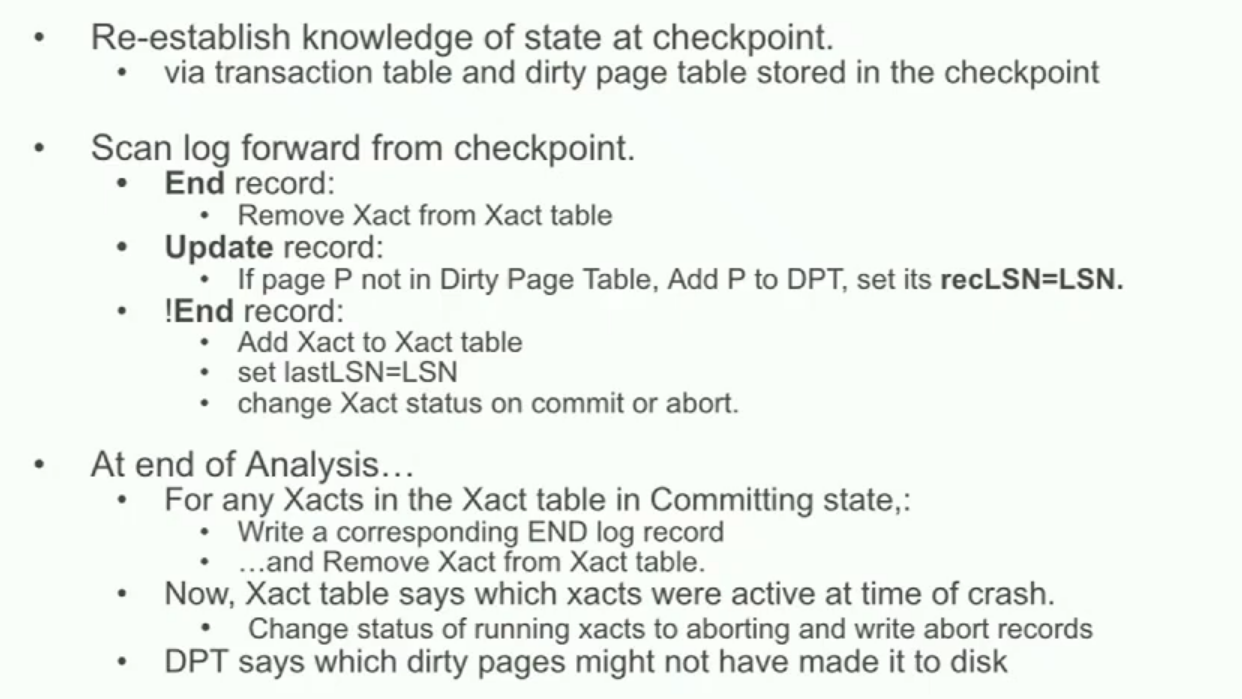 • Re-establish knowledge of state at checkpoint.
• via transaction table and dirty page table stored in the checkpoint
• Scan log forward from checkpoint.
• End record:
• Remove Xact from Xact table
• Update record:
• If page P not in Dirty Page Table, Add P to DPT, set its recLSN=LSN.
• !End record:
• Add Xact to Xact table
• set lastLSN=LSN
• change Xact status on commit or abort.
• At end of Analysis…
• For any Xacts in the Xact table in Committing state,:
• Write a corresponding END log record
• …and Remove Xact from Xact table.
• Now, Xact table says which xacts were active at time of crash.
• Change status of running xacts to aborting and write abort records
• DPT says which dirty pages might not have made it to disk